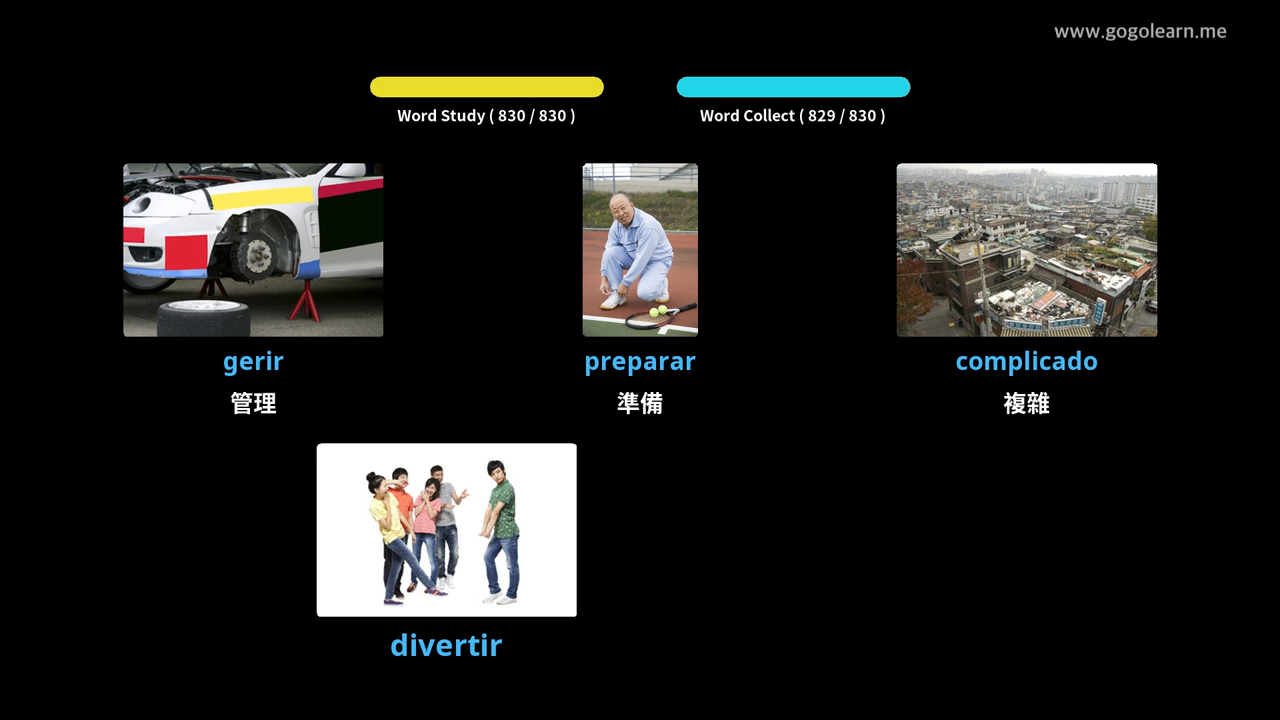 www.gogolearn.me
Word Study ( 830 / 830 )
Word Collect ( 829 / 830 )
gerir
preparar
complicado
管理
準備
複雜
divertir